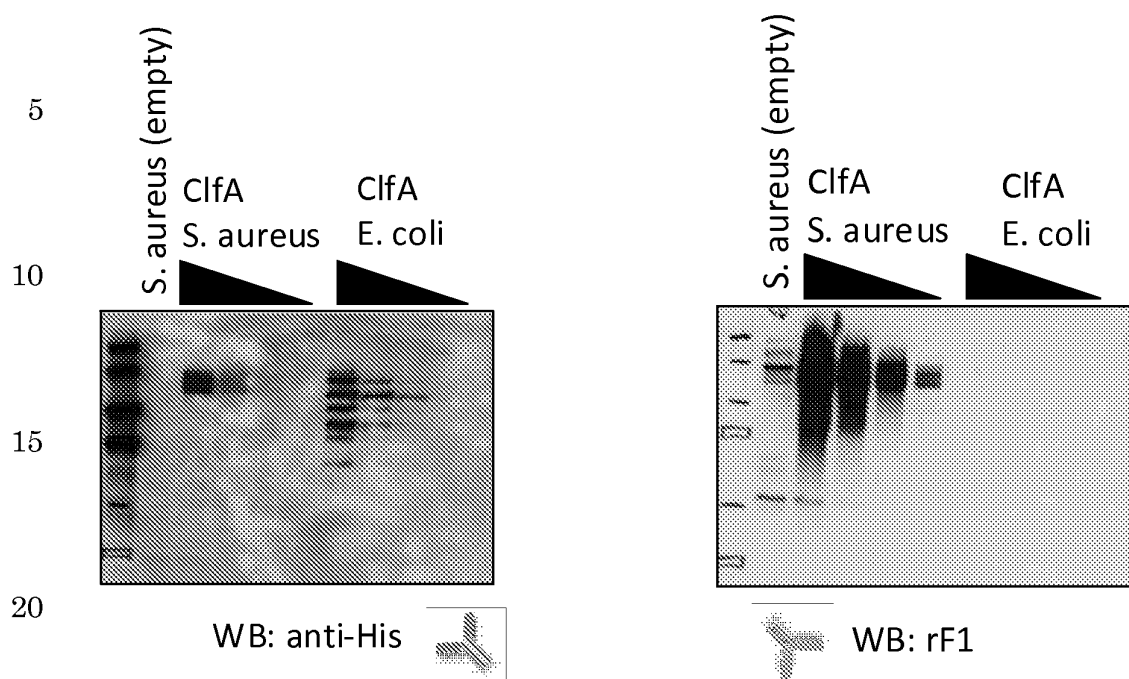 5
10
15
20
S. aureus (empty)
ClfA
S. aureus
ClfA
E. coli
WB: anti-His
S. aureus (empty)
ClfA
S. aureus
ClfA
E. coli
WB: rF1